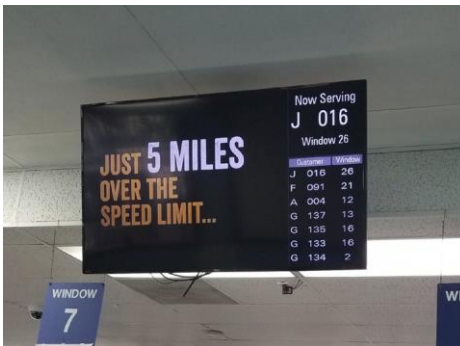 Now Serving
J 016
Window 26
JUST 5 MILES
OVER THE
SPEED LIMIT...
Customer Window
J 016 26
F 091 21
A 004 12
G 137 13
G 135 16
G 133 16
G 134 2
WINDOW
7